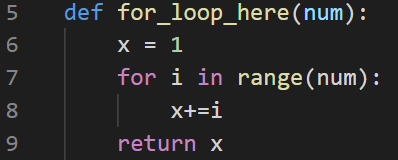 5 def for_loop_here(num):
6     x = 1
7     for i in range(num):
8         x+=i
9     return x